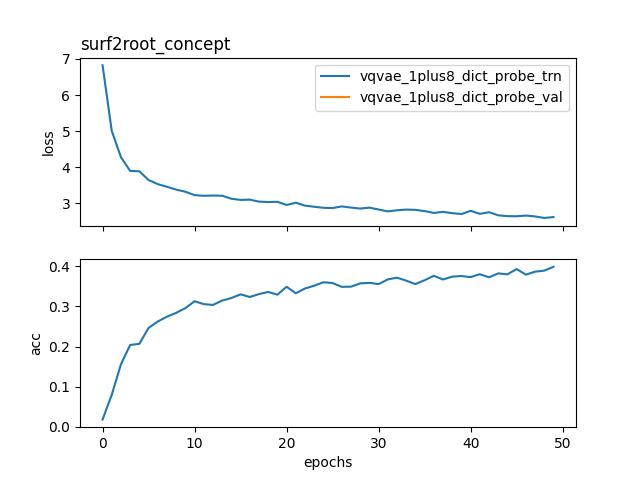 surf2root_concept
7
6
5
4
3
loss
vqvae_1plus8_dict_probe_trn
vqvae_1plus8_dict_probe_val
0.4
0.3
0.2
0.1
0.0
acc
0 10 20 30 40 50
epochs